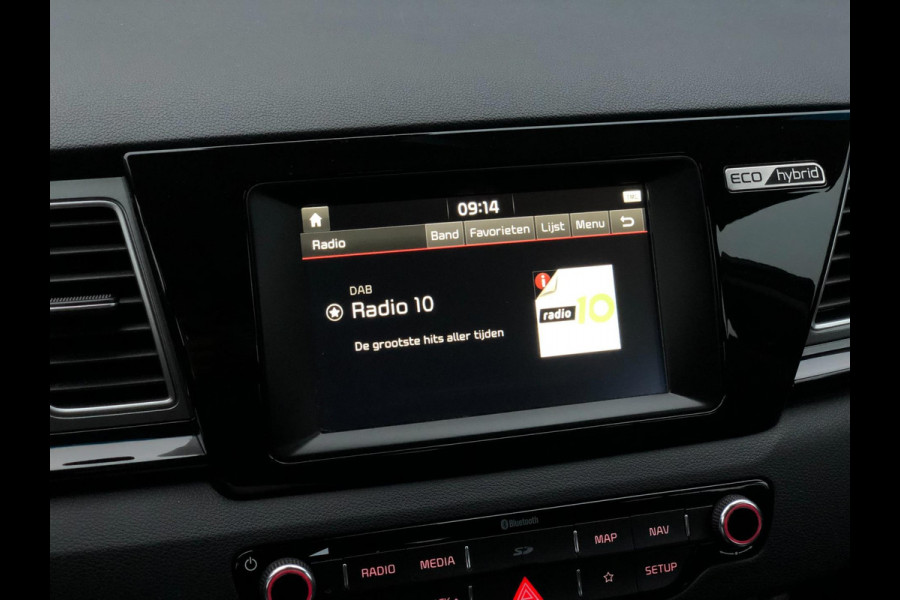 09:14
ECO hybrid
Radio Band Favorieten Lijst Menu
DAB
Radio 10
De grootste hits aller tijden
i
radio 10
Bluetooth
RADIO MEDIA SD MAP NAV
SETUP